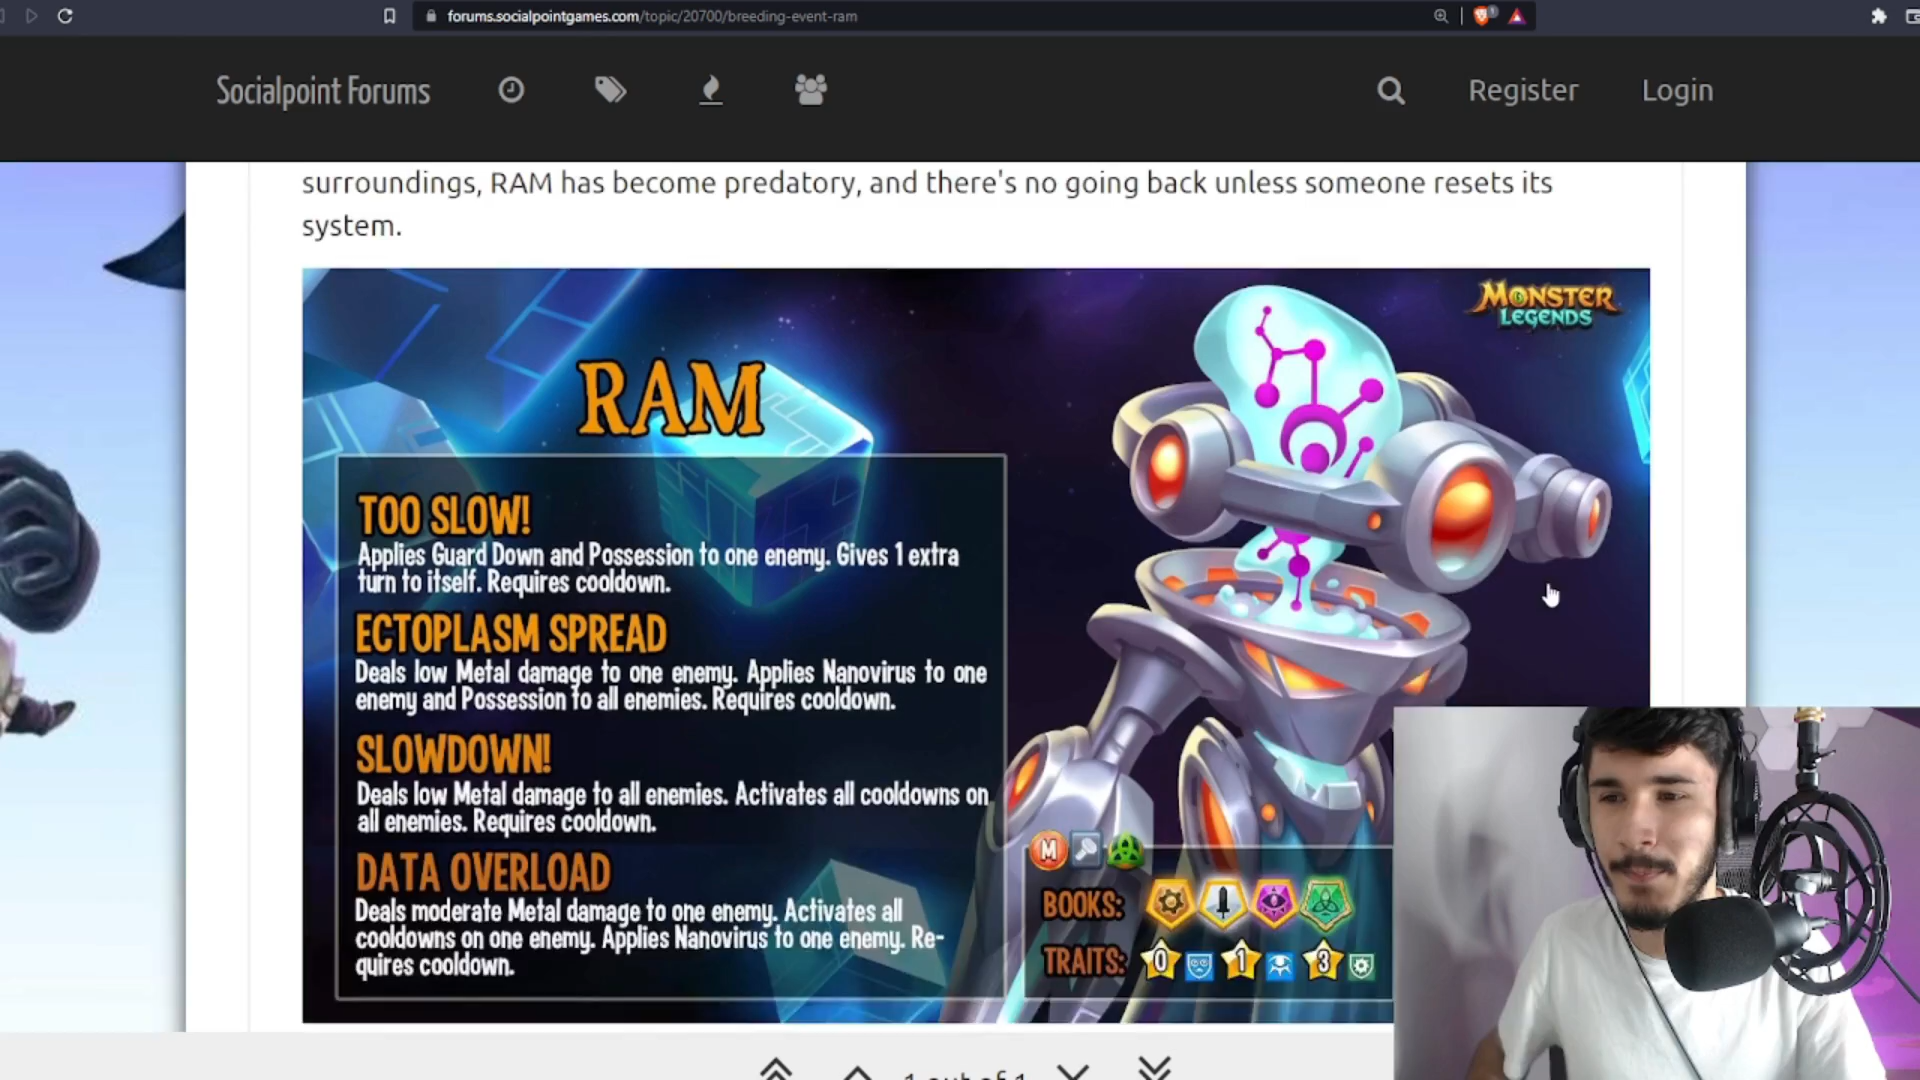 forums.socialpointgames.com/topic/20700/breeding-event-ram
1
Socialpoint Forums
Register
Login
surroundings, RAM has become predatory, and there's no going back unless someone resets its
system.
MONSTER
LEGENDS
RAM
TOO SLOW!
Applies Guard Down and Possession to one enemy. Gives 1 extra
turn to itself. Requires cooldown.
ECTOPLASM SPREAD
Deals low Metal damage to one enemy. Applies Nanovirus to one
enemy and Possession to all enemies. Requires cooldown.
SLOWDOWN!
Deals low Metal damage to all enemies. Activates all cooldowns on
all enemies. Requires cooldown.
DATA OVERLOAD
Deals moderate Metal damage to one enemy. Activates all
cooldowns on one enemy. Applies Nanovirus to one enemy. Re-
quires cooldown.
M
BOOKS:
TRAITS: 0 1 3
1 out of 1